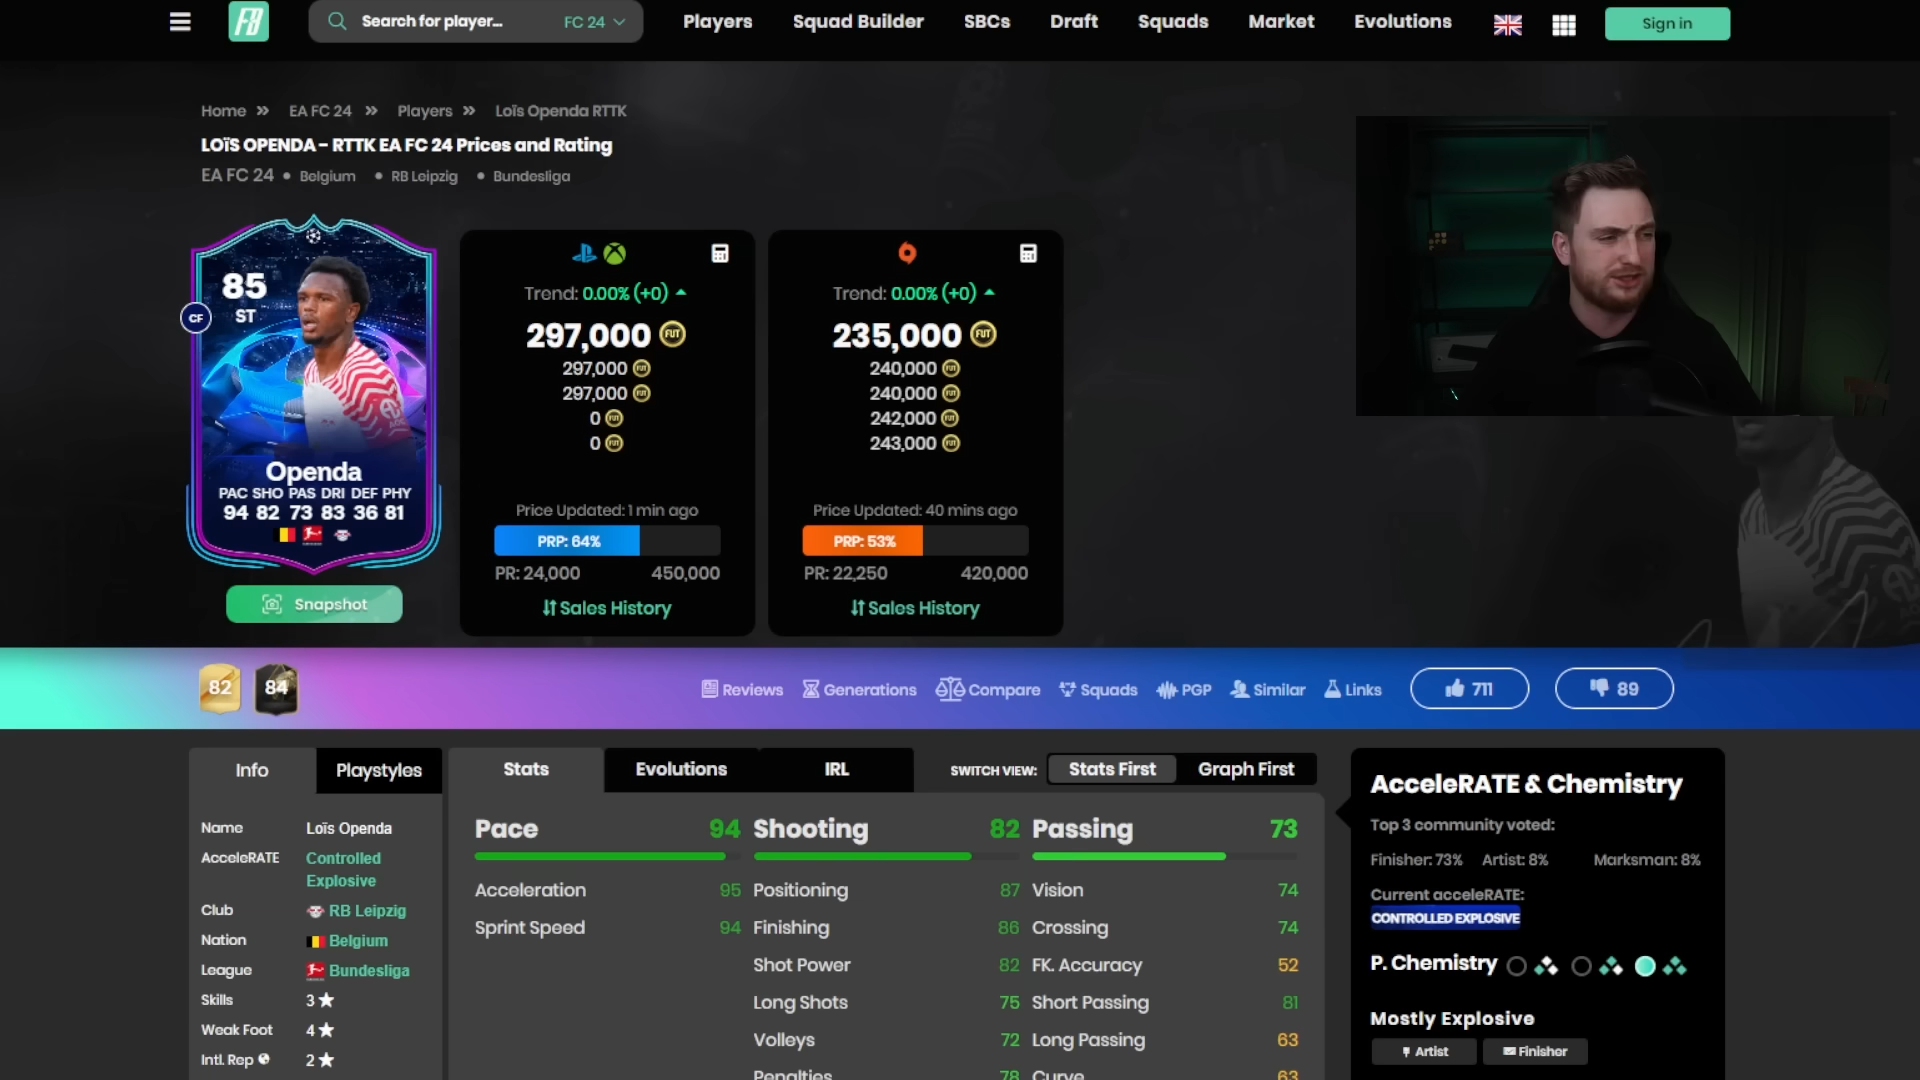 Search for player...
FC 24
Players
Squad Builder
SBCs
Draft
Squads
Market
Evolutions
Sign in
Home » EA FC 24 » Players » Loïs Openda RTTK
LOïS OPENDA - RTTK EA FC 24 Prices and Rating
EA FC 24 • Belgium • RB Leipzig • Bundesliga
85
ST
CF
Openda
PAC SHO PAS DRI DEF PHY
94 82 73 83 36 81
Snapshot
Trend: 0.00% (+0)
297,000
297,000
297,000
0
0
Price Updated: 1 min ago
PRP: 64%
PR: 24,000 450,000
Sales History
Trend: 0.00% (+0)
235,000
240,000
240,000
242,000
243,000
Price Updated: 40 mins ago
PRP: 53%
PR: 22,250 420,000
Sales History
82
84
Reviews
Generations
Compare
Squads
PGP
Similar
Links
711
89
Info
Playstyles
Name Loïs Openda
AcceleRATE Controlled
Explosive
Club RB Leipzig
Nation Belgium
League Bundesliga
Skills 3
Weak Foot 4
Intl. Rep 2
Stats
Evolutions
IRL
SWITCH VIEW:
Stats First
Graph First
Pace 94
Acceleration 95
Sprint Speed 94
Shooting 82
Positioning 87
Finishing 86
Shot Power 82
Long Shots 75
Volleys 72
Penalties 78
Passing 73
Vision 74
Crossing 74
FK. Accuracy 52
Short Passing 81
Long Passing 63
Curve 63
AcceleRATE & Chemistry
Top 3 community voted:
Finisher: 73% Artist: 8% Marksman: 8%
Current acceleRATE:
CONTROLLED EXPLOSIVE
P. Chemistry
Mostly Explosive
Artist
Finisher